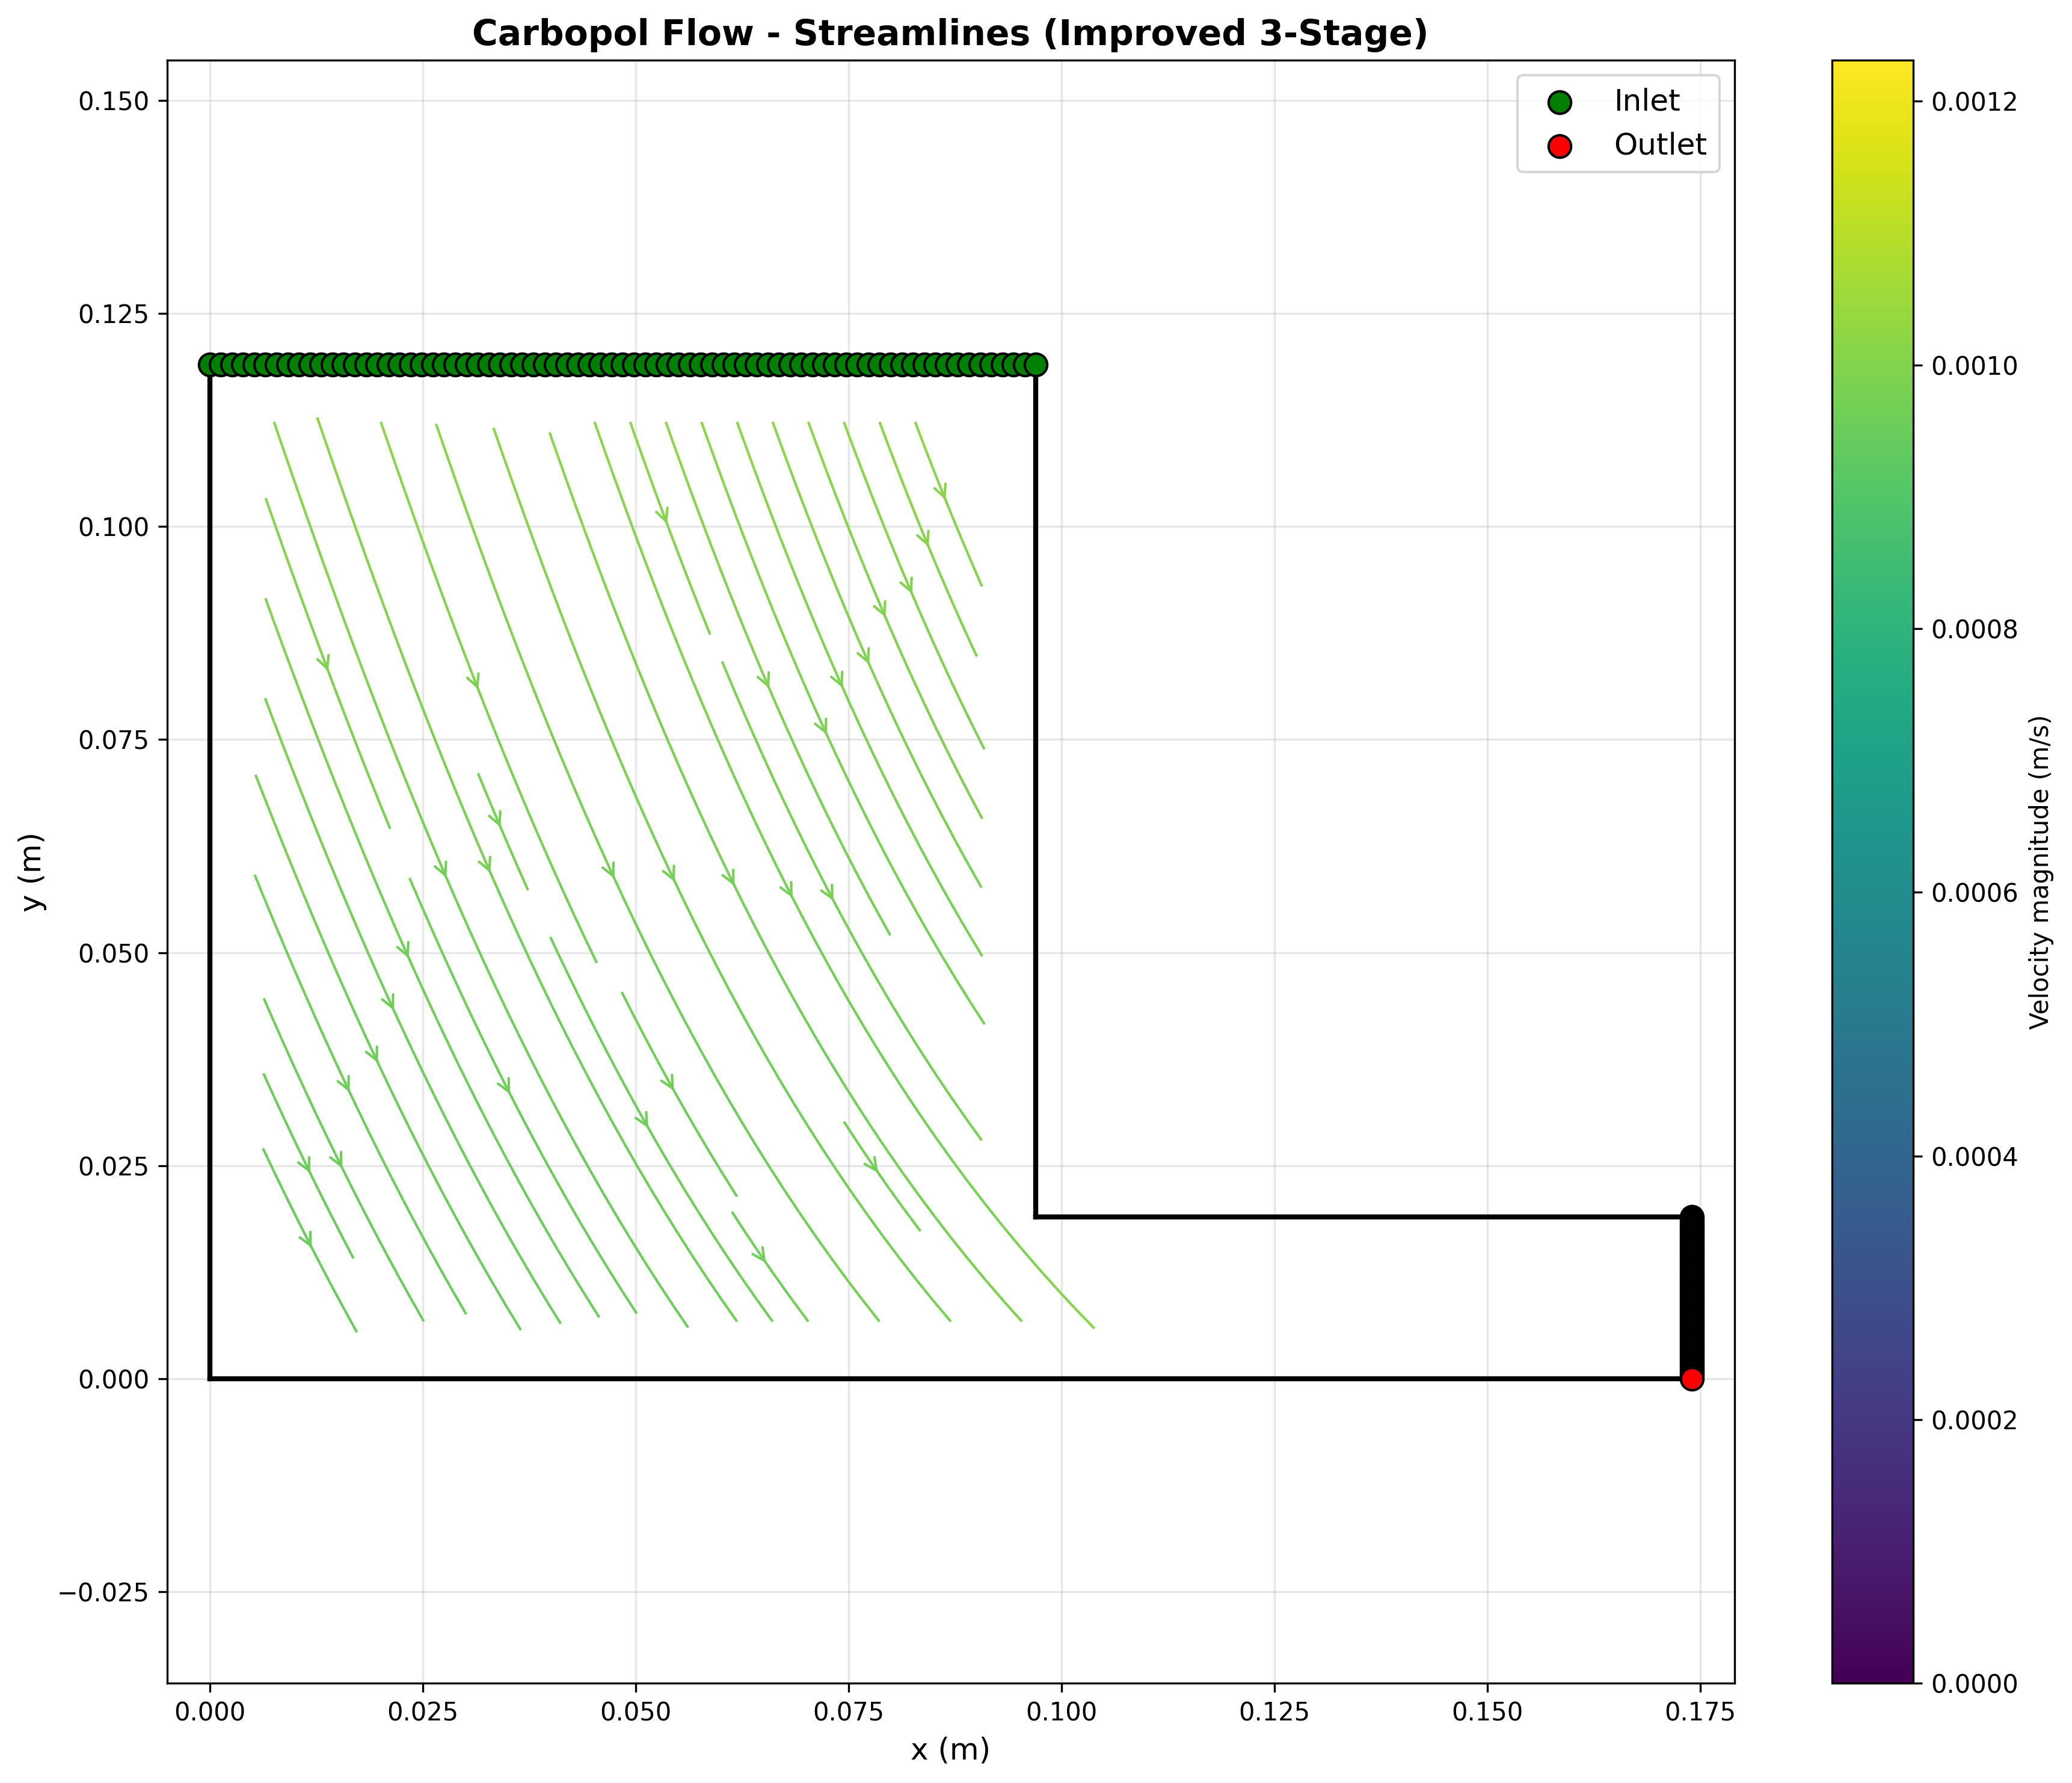 Carbopol Flow - Streamlines (Improved 3-Stage)
Inlet
Outlet
0.150
0.125
0.100
0.075
0.050
0.025
0.000
−0.025
y (m)
0.000 0.025 0.050 0.075 0.100 0.125 0.150 0.175
x (m)
0.0012
0.0010
0.0008
0.0006
0.0004
0.0002
0.0000
Velocity magnitude (m/s)